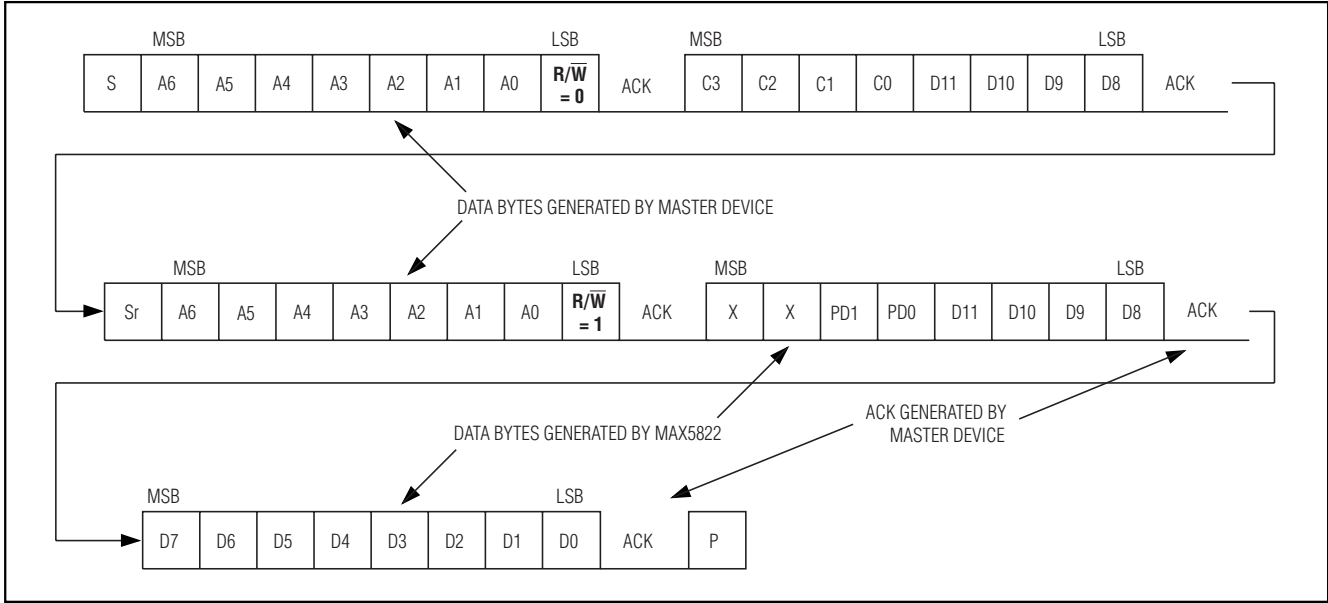 MSB LSB MSB LSB
S A6 A5 A4 A3 A2 A1 A0 R/W̅ = 0 ACK C3 C2 C1 C0 D11 D10 D9 D8 ACK
DATA BYTES GENERATED BY MASTER DEVICE
MSB LSB MSB LSB
Sr A6 A5 A4 A3 A2 A1 A0 R/W̅ = 1 ACK X X PD1 PD0 D11 D10 D9 D8 ACK
DATA BYTES GENERATED BY MAX5822
ACK GENERATED BY
MASTER DEVICE
MSB LSB
D7 D6 D5 D4 D3 D2 D1 D0 ACK P